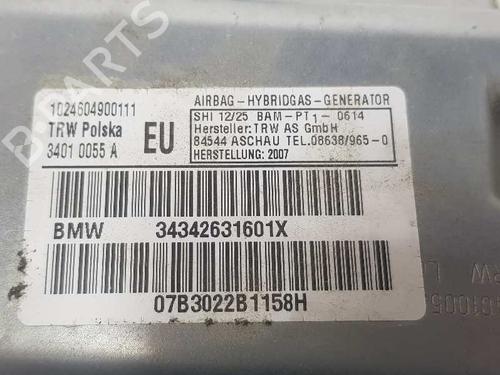 B-PARTS
1024604900111
TRW Polska
3401 0055 A
EU
AIRBAG - HYBRIDGAS - GENERATOR
SHI 12/25 BAM-PT1- 0614
Hersteller:TRW AS GmbH
84544 ASCHAU TEL.08638/965-0
HERSTELLUNG: 2007
BMW 34342631601X
07B3022B1158H